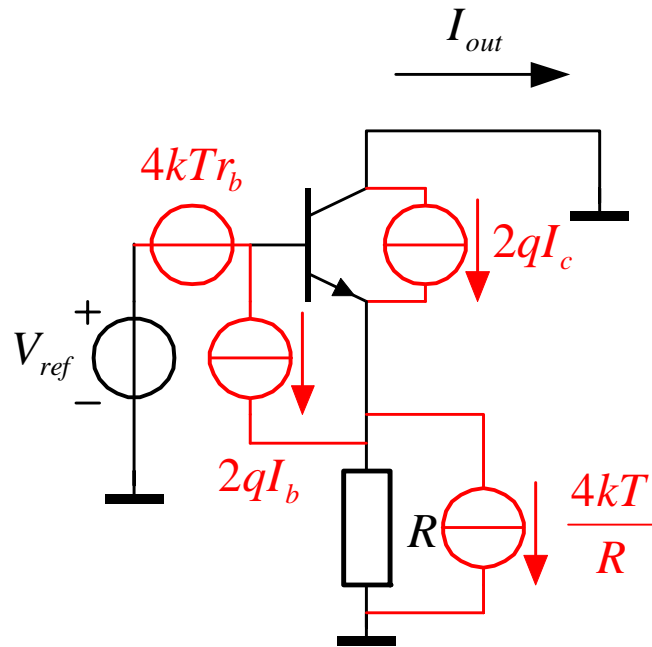 I_out
4kTr_b
2qI_c
+
V_ref
−
2qI_b
R
4kT
R